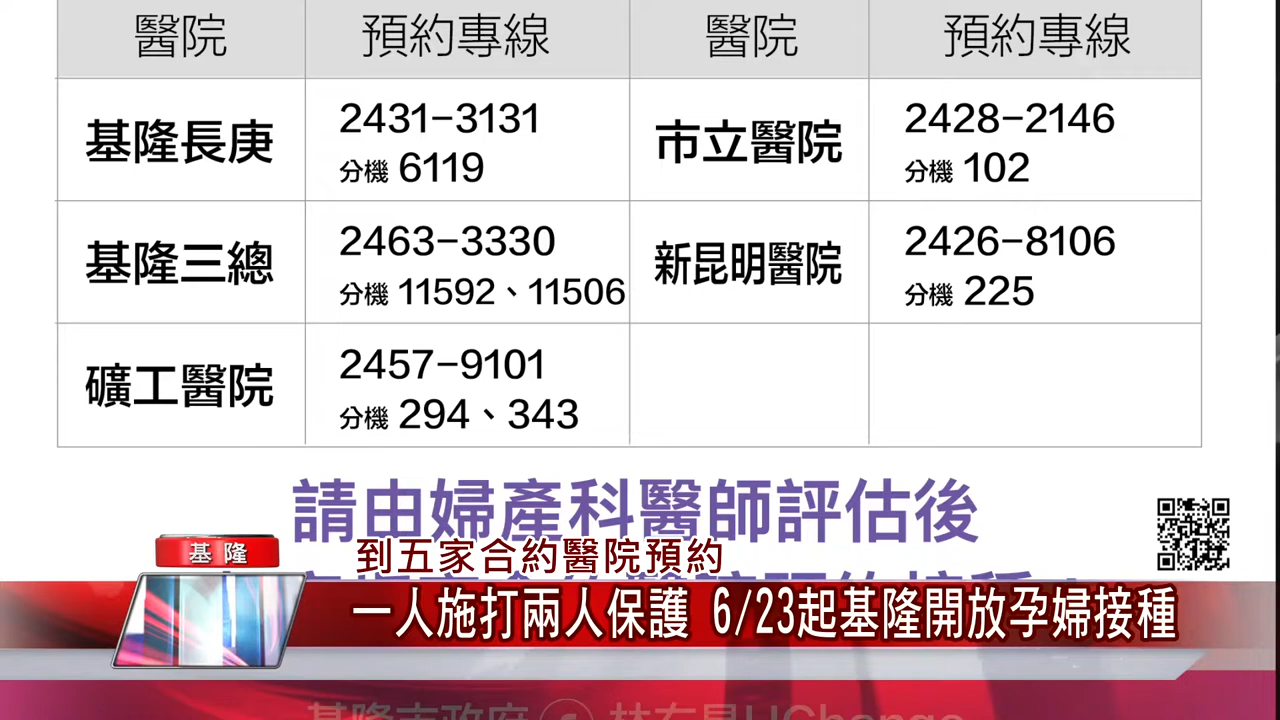 醫院 預約專線 醫院 預約專線
基隆長庚 2431-3131 分機 6119 市立醫院 2428-2146 分機 102
基隆三總 2463-3330 分機 11592、11506 新昆明醫院 2426-8106 分機 225
礦工醫院 2457-9101 分機 294、343
請由婦產科醫師評估後
到五家合約醫院預約
基隆
一人施打兩人保護 6/23起基隆開放孕婦接種
基隆市政府